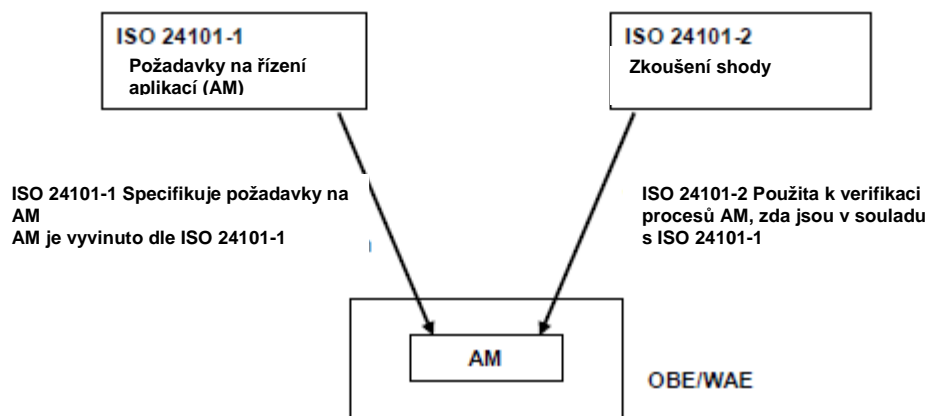 ISO 24101-1
Požadavky na řízení
aplikací (AM)
ISO 24101-2
Zkoušení shody
ISO 24101-1 Specifikuje požadavky na
AM
AM je vyvinuto dle ISO 24101-1
ISO 24101-2 Použita k verifikaci
procesů AM, zda jsou v souladu
s ISO 24101-1
AM
OBE/WAE